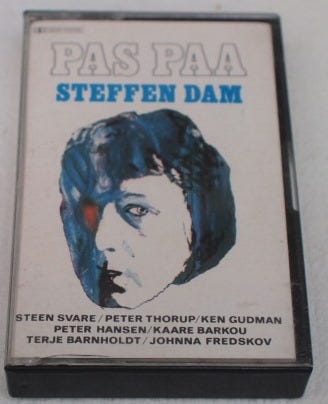 PAS PAA
STEFFEN DAM
STEEN SVARE/PETER THORUP/KEN GUDMAN
PETER HANSEN/KAARE BARKOU
TERJE BARNHOLDT/JOHNNA FREDSKOV